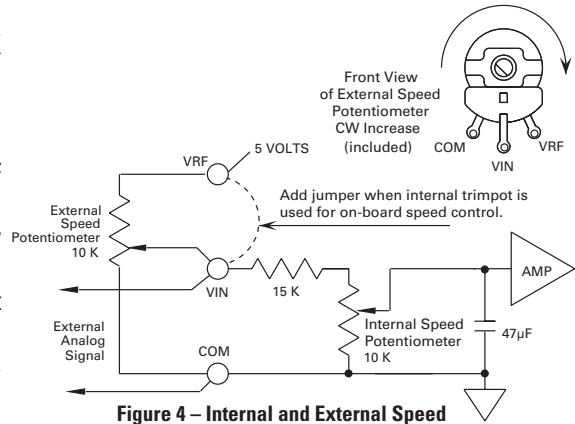 Front View
of External Speed
Potentiometer
CW Increase
(included)
COM
VIN
VRF
VRF
5 VOLTS
Add jumper when internal trimpot is
used for on-board speed control.
External
Speed
Potentiometer
10 K
VIN
15 K
AMP
Internal Speed
Potentiometer
10 K
47µF
External
Analog
Signal
COM
Figure 4 – Internal and External Speed